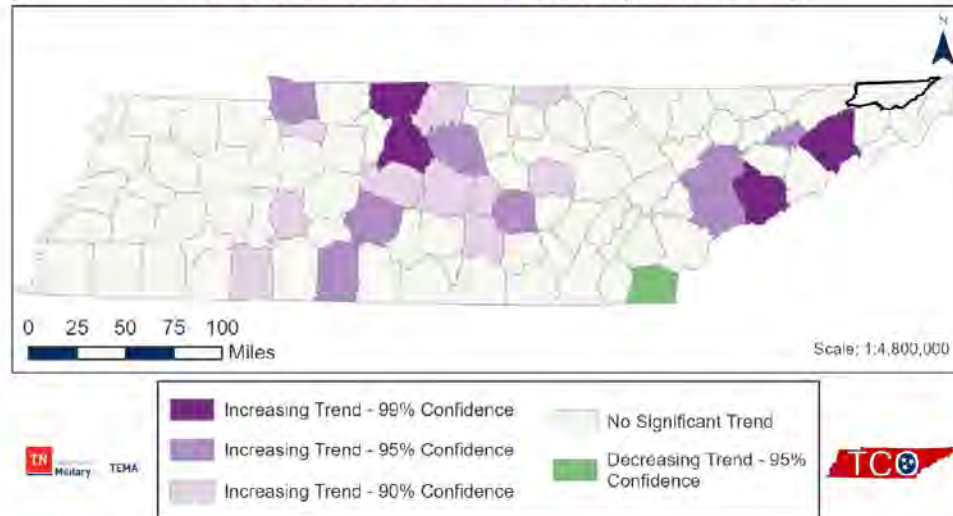 N
0 25 50 75 100
Miles
Scale: 1:4,800,000
Increasing Trend - 99% Confidence
Increasing Trend - 95% Confidence
Increasing Trend - 90% Confidence
No Significant Trend
Decreasing Trend - 95%
Confidence
TN
Military
TEMA
TCO